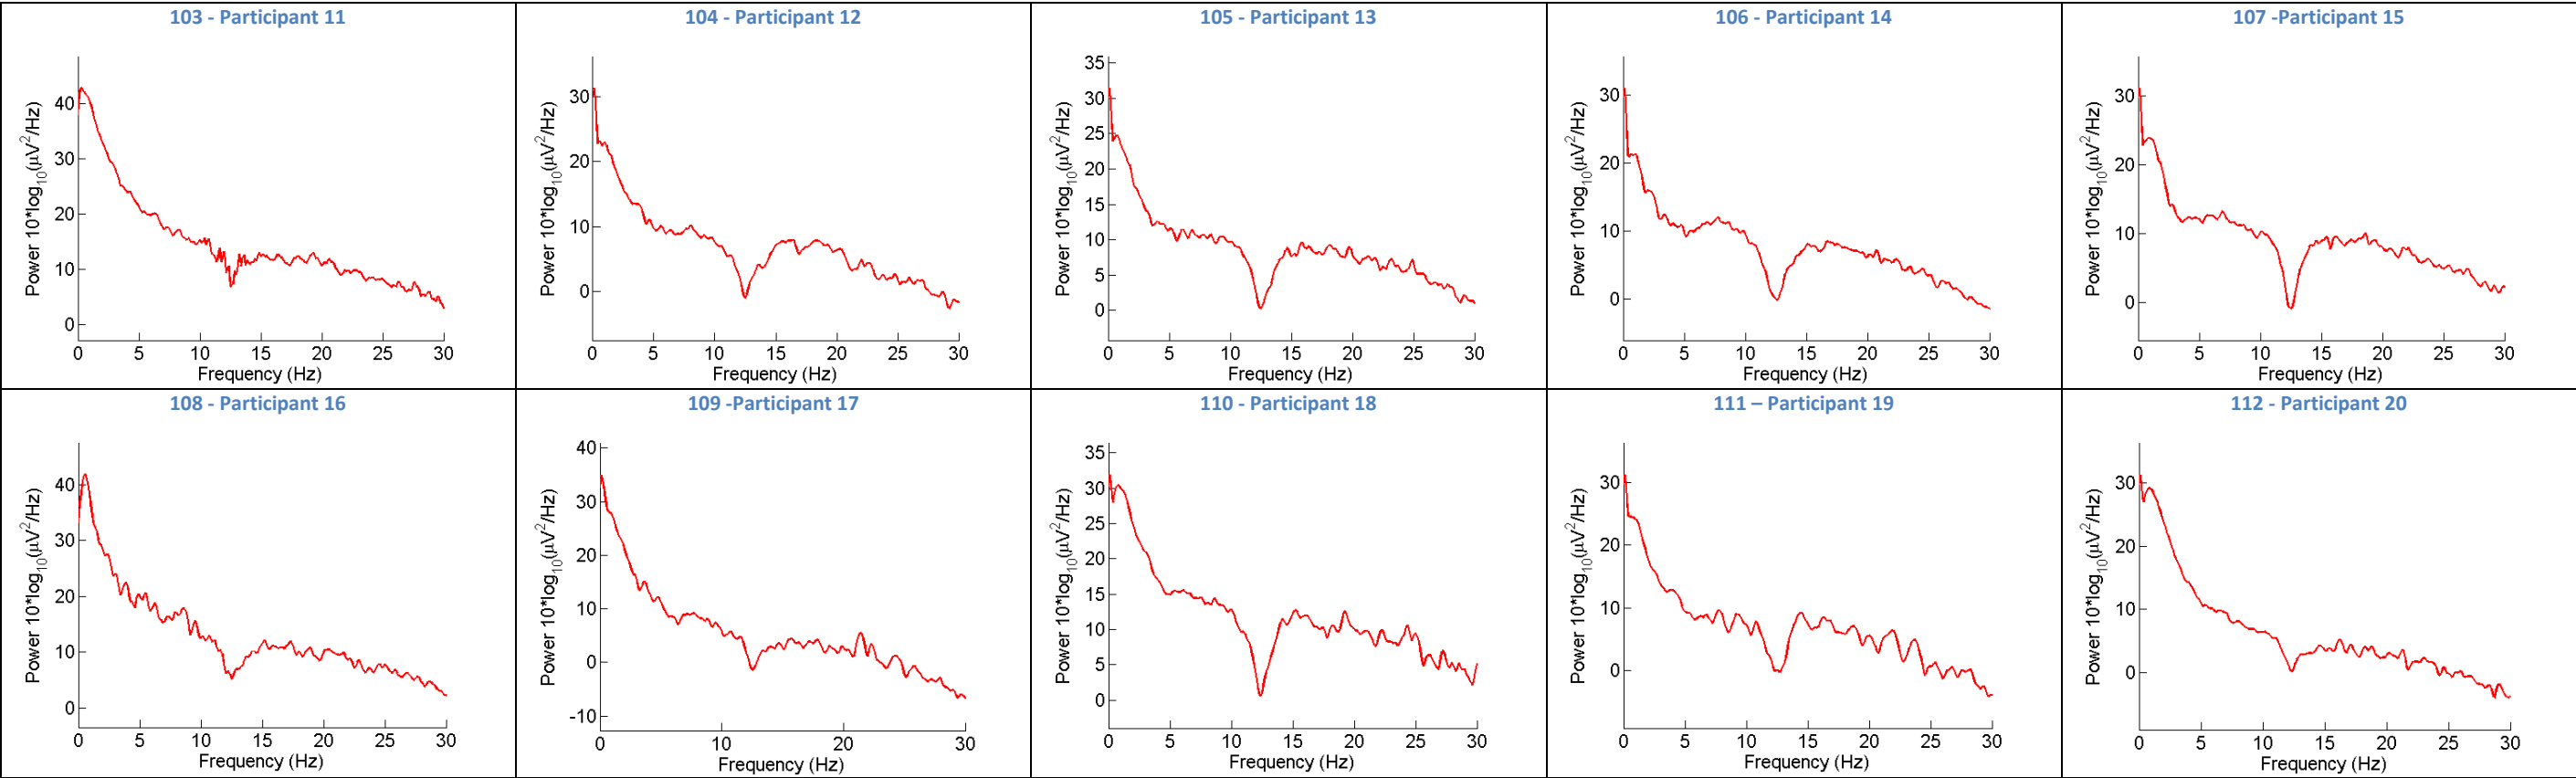 103 - Participant 11
40
30
20
10
0
0 5 10 15 20 25 30
Power 10*log10(μV2/Hz)
Frequency (Hz)
104 - Participant 12
30
20
10
0
0 5 10 15 20 25 30
Power 10*log10(μV2/Hz)
Frequency (Hz)
105 - Participant 13
35
30
25
20
15
10
5
0
0 5 10 15 20 25 30
Power 10*log10(μV2/Hz)
Frequency (Hz)
106 - Participant 14
30
20
10
0
0 5 10 15 20 25 30
Power 10*log10(μV2/Hz)
Frequency (Hz)
107 -Participant 15
30
20
10
0
0 5 10 15 20 25 30
Power 10*log10(μV2/Hz)
Frequency (Hz)
108 - Participant 16
40
30
20
10
0
0 5 10 15 20 25 30
Power 10*log10(μV2/Hz)
Frequency (Hz)
109 -Participant 17
40
30
20
10
0
-10
0 10 20 30
Power 10*log10(μV2/Hz)
Frequency (Hz)
110 - Participant 18
35
30
25
20
15
10
5
0
0 5 10 15 20 25 30
Power 10*log10(μV2/Hz)
Frequency (Hz)
111 – Participant 19
30
20
10
0
0 5 10 15 20 25 30
Power 10*log10(μV2/Hz)
Frequency (Hz)
112 - Participant 20
30
20
10
0
0 5 10 15 20 25 30
Power 10*log10(μV2/Hz)
Frequency (Hz)